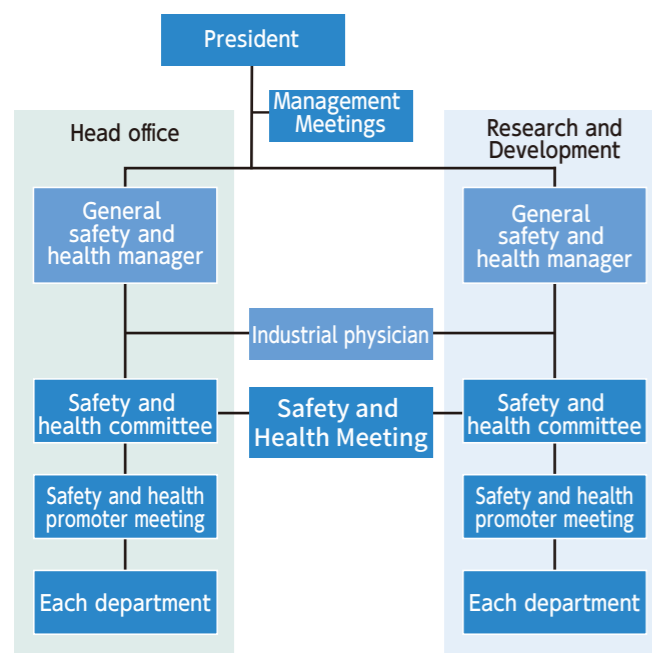 President
Management
Meetings
Head office
Research and
Development
General
safety and
health manager
General
safety and
health manager
Industrial physician
Safety and
health committee
Safety and
Health Meeting
Safety and
health committee
Safety and health
promoter meeting
Safety and health
promoter meeting
Each department
Each department